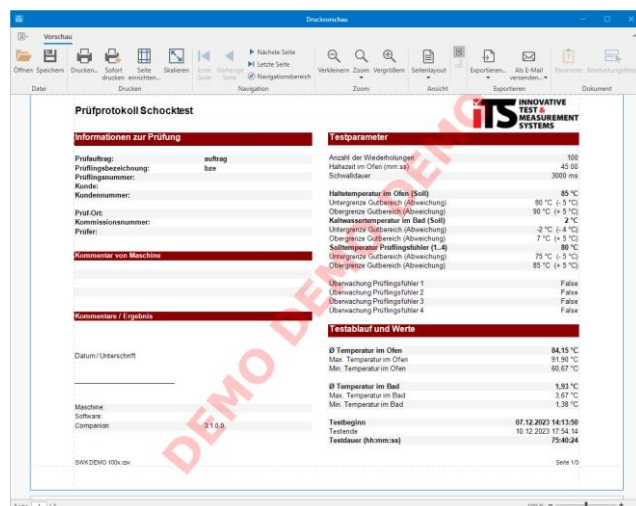 Druckvorschau
Vorschau
Öffnen Speichern Drucken... Sofort drucken Seite einrichten... Skalieren Erste Seite Vorherige Seite Nächste Seite
Letzte Seite
Navigationsbereich
Verkleinern Zoom Vergrößern Seitenlayout Exportieren... Als E-Mail versenden... Parameter
Datei Drucken Navigation Zoom Ansicht Exportieren Dokument
Prüfprotokoll Schocktest
iTS INNOVATIVE
TEST &
MEASUREMENT
SYSTEMS
Informationen zur Prüfung
Prüfauftrag: auftrag
Prüflingsbezeichnung: bze
Prüflingsnummer:
Kunde:
Kundennummer:
Prüf-Ort:
Kommissionsnummer:
Prüfer:
Kommentar von Maschine
Kommentare / Ergebnis
Datum / Unterschrift
Maschine:
Software:
Companion: 3.1.0.0.
Testparameter
Anzahl der Wiederholungen 100
Haltezeit im Ofen (mm:ss) 45:00
Schwalldauer 3000 ms
Haltetemperatur im Ofen (Soll) 85 °C
Untergrenze Gutbereich (Abweichung) 80 °C (- 5 °C)
Obergrenze Gutbereich (Abweichung) 90 °C (+ 5 °C)
Kaltwassertemperatur im Bad (Soll) 2 °C
Untergrenze Gutbereich (Abweichung) -2 °C (- 4 °C)
Obergrenze Gutbereich (Abweichung) 7 °C (+ 5 °C)
Solltemperatur Prüflingsfühler (1..4) 80 °C
Untergrenze Gutbereich (Abweichung) 75 °C (- 5 °C)
Obergrenze Gutbereich (Abweichung) 85 °C (+ 5 °C)
Überwachung Prüflingsfühler 1 False
Überwachung Prüflingsfühler 2 False
Überwachung Prüflingsfühler 3 False
Überwachung Prüflingsfühler 4 False
Testablauf und Werte
Ø Temperatur im Ofen 84,15 °C
Max. Temperatur im Ofen 91,90 °C
Min. Temperatur im Ofen 60,67 °C
Ø Temperatur im Bad 1,93 °C
Max. Temperatur im Bad 3,67 °C
Min. Temperatur im Bad 1,38 °C
Testbeginn 07.12.2023 14:13:50
Testende 10.12.2023 17:54:14
Testdauer (hh:mm:ss) 75:40:24
SWK DEMO 100x.csv Seite 1/3
DEMO DEMO DEMO